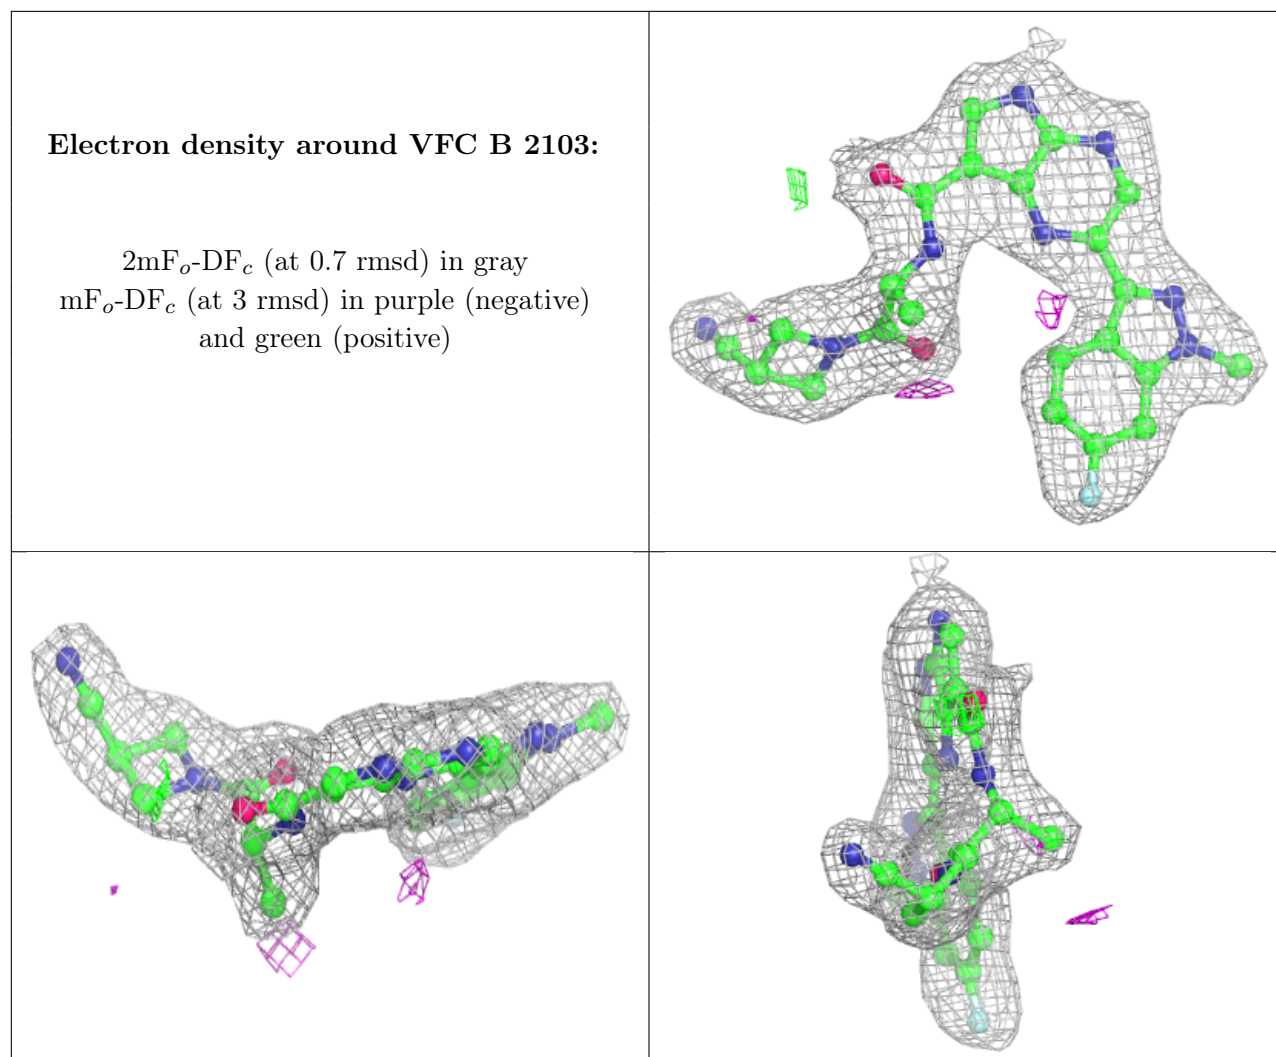 Electron density around VFC B 2103:
2mFo-DFc (at 0.7 rmsd) in gray
mFo-DFc (at 3 rmsd) in purple (negative)
and green (positive)